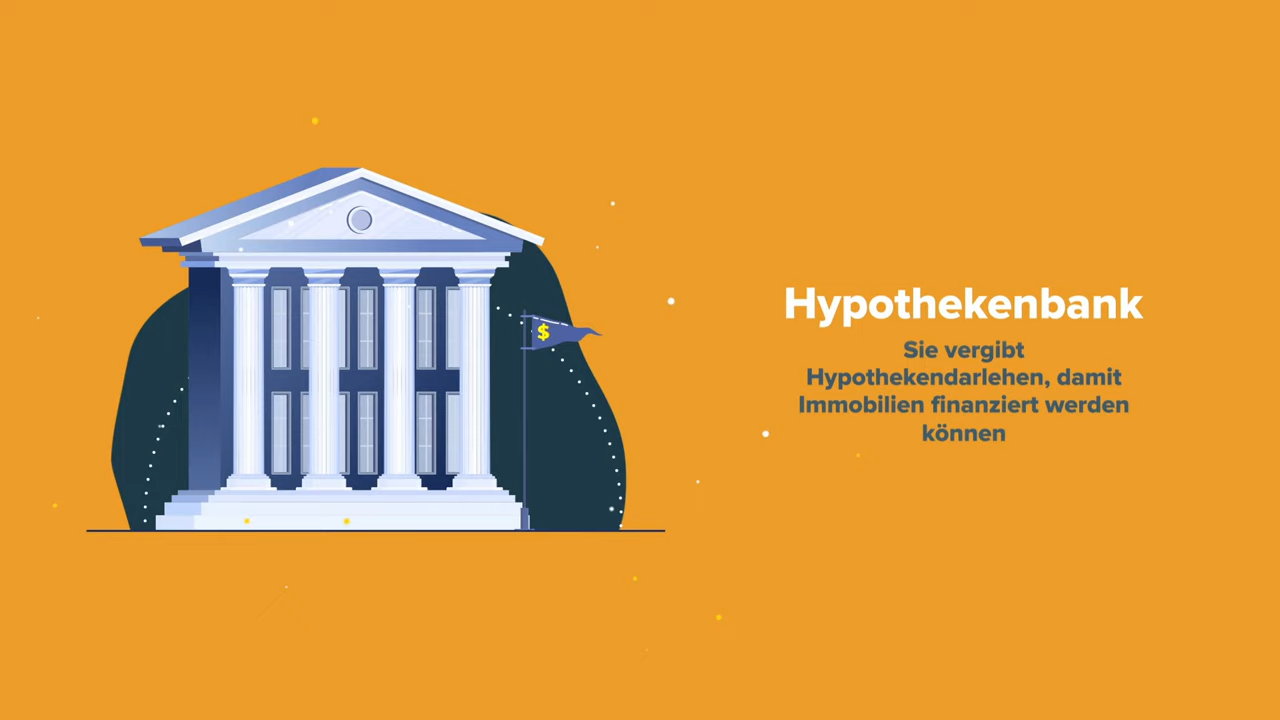 Hypothekenbank
Sie vergibt
Hypothekendarlehen, damit
Immobilien finanziert werden
können
$